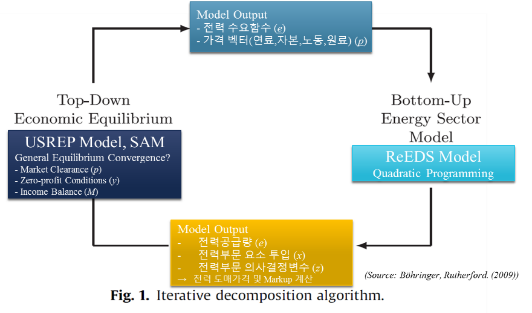 Model Output
- 전력 수요함수 (e)
- 가격 벡터(연료,자본,노동,원료) (p)
Top-Down
Economic Equilibrium
USREP Model, SAM
General Equilibrium Convergence?
- Market Clearance (p)
- Zero-profit Conditions (y)
- Income Balance (M)
Bottom-Up
Energy Sector
Model
ReEDS Model
Quadratic Programming
Model Output
- 전력공급량 (e)
- 전력부문 요소 투입 (x)
- 전력부문 의사결정변수 (z)
→ 전력 도매가격 및 Markup 계산
(Source: Böhringer, Rutherford. (2009))
Fig. 1. Iterative decomposition algorithm.